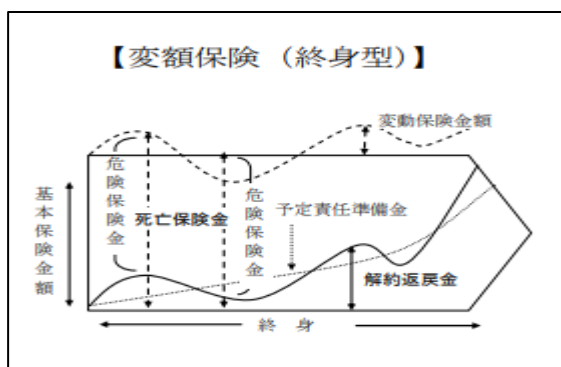 【変額保険（終身型）】
変動保険金額
危険保険金
死亡保険金
危険保険金
予定責任準備金
基本保険金額
解約返戻金
終 身